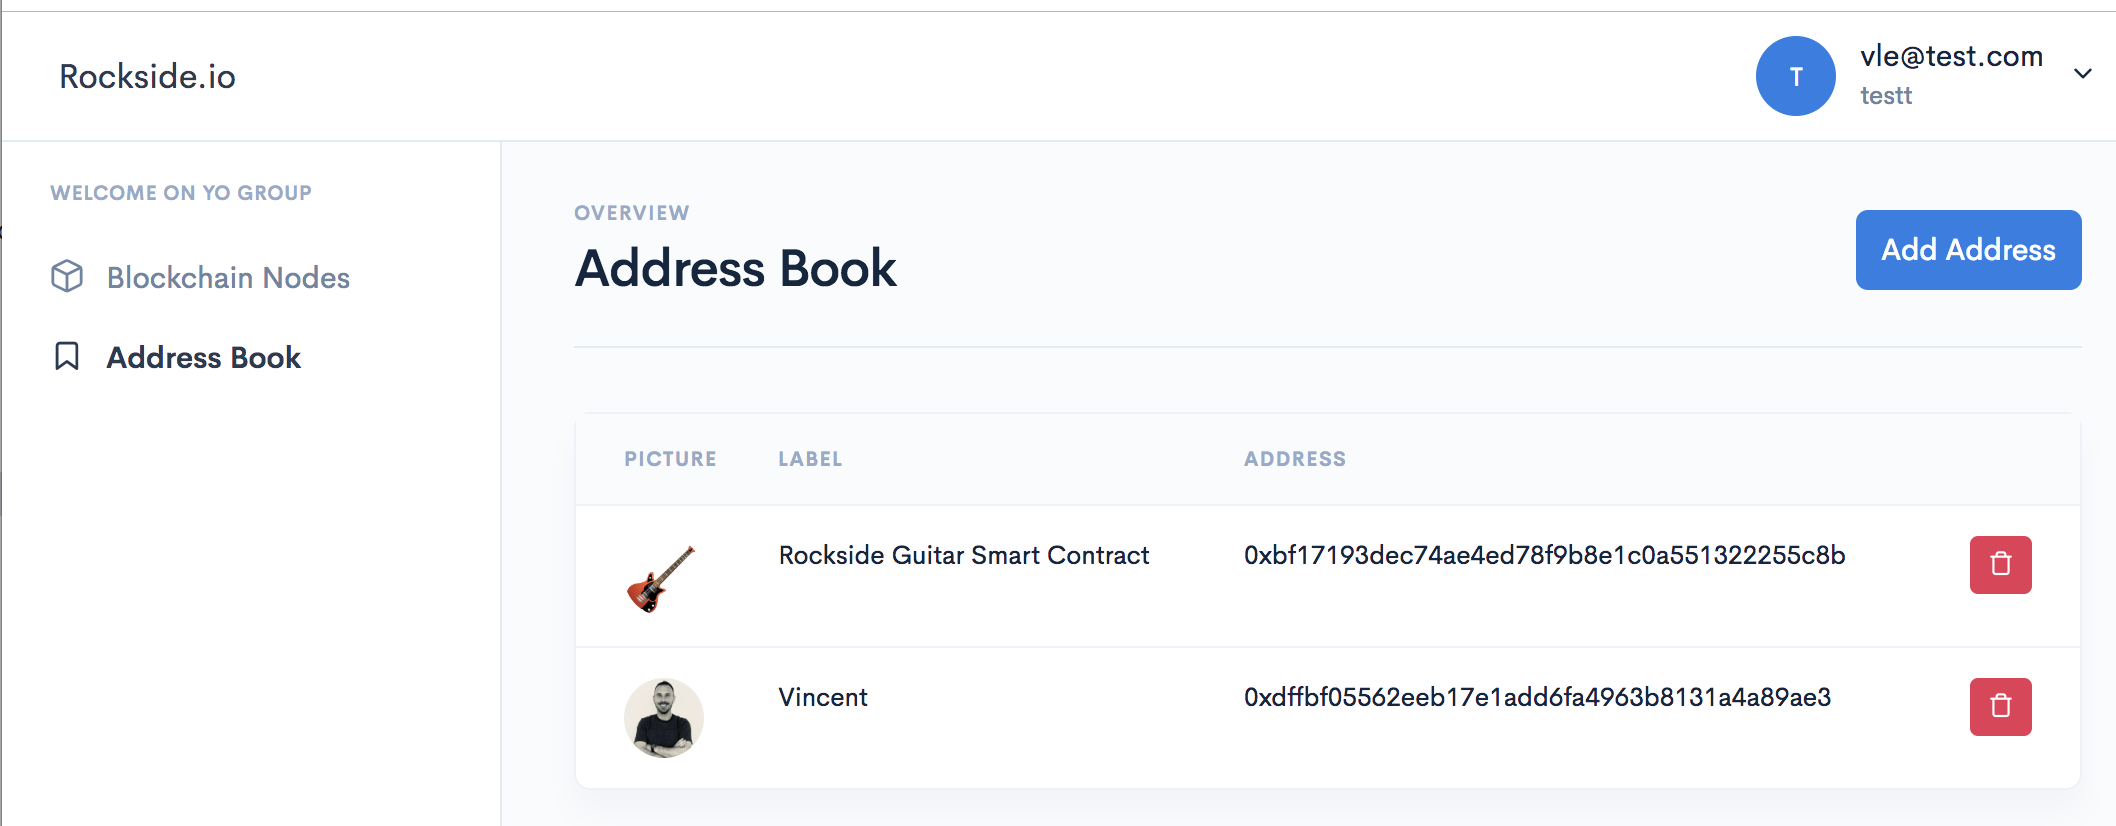 Rockside.io
T
vle@test.com
testt
WELCOME ON YO GROUP
Blockchain Nodes
Address Book
OVERVIEW
Address Book
Add Address
PICTURE LABEL ADDRESS
Rockside Guitar Smart Contract 0xbf17193dec74ae4ed78f9b8e1c0a551322255c8b
Vincent 0xdffbf05562eeb17e1add6fa4963b8131a4a89ae3